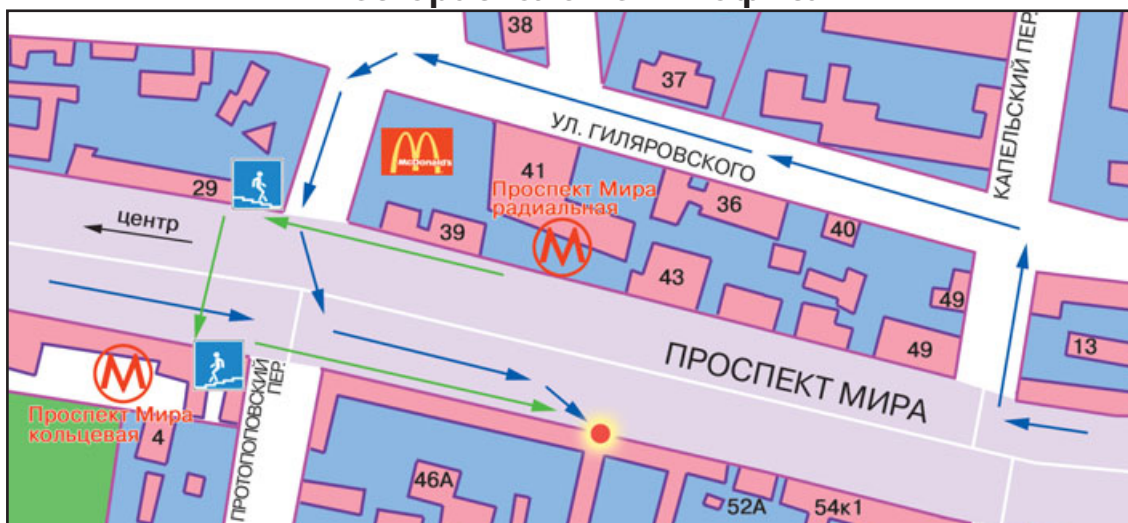 38
37
КАПЕЛЬСКИЙ ПЕР.
УЛ. ГИЛЯРОВСКОГО
McDonald's
41
29
Проспект Мира
радиальная
36
40
центр
39
43
49
49
13
ПРОСПЕКТ МИРА
ПРОТОПОПОВСКИЙ
ПЕР.
Проспект Мира
кольцевая
4
46А
52А
54к1